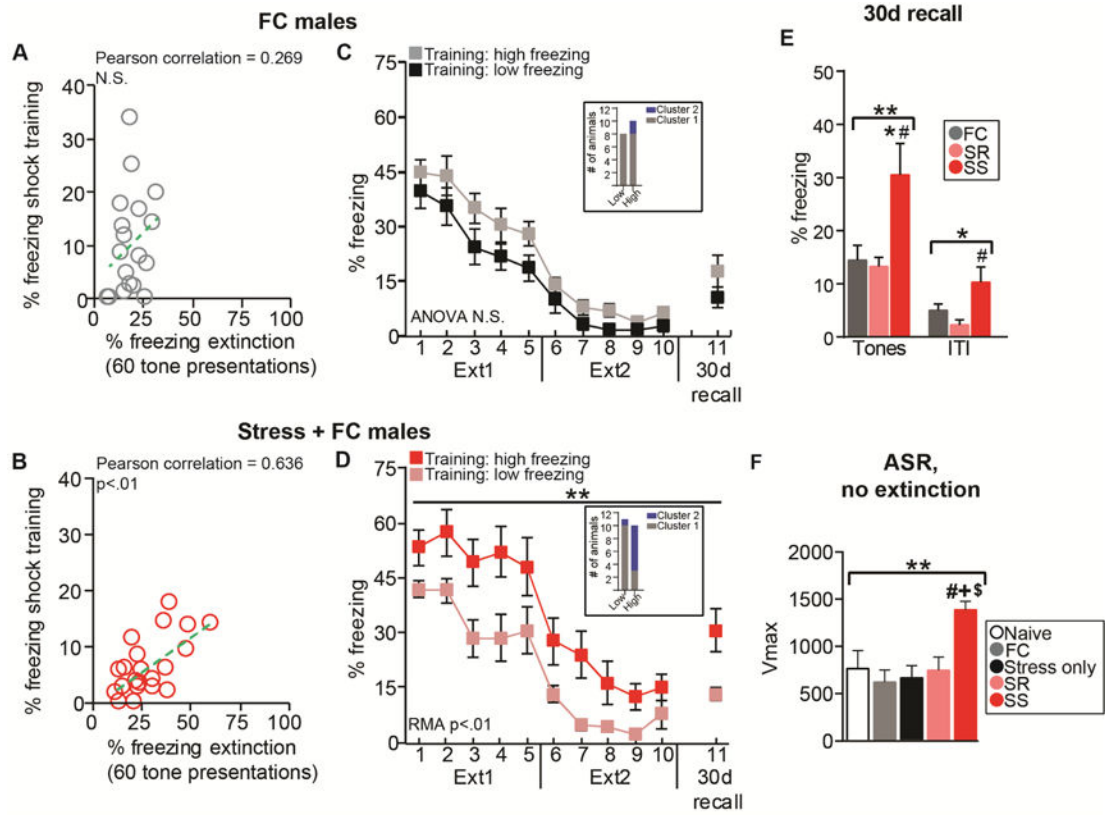 FC males
30d recall
A
Pearson correlation = 0.269
N.S.
% freezing shock training
40
30
20
10
0
0 25 50 75 100
% freezing extinction
(60 tone presentations)
C
Training: high freezing
Training: low freezing
% freezing
75
60
45
30
15
0
ANOVA N.S.
# of animals
12
10
8
6
4
2
Low
High
Cluster 2
Cluster 1
1 2 3 4 5 6 7 8 9 10 11
Ext1 Ext2 30d
recall
E
% freezing
50
40
30
20
10
0
**
*#
*
#
FC
SR
SS
Tones ITI
Stress + FC males
B
Pearson correlation = 0.636
p<.01
% freezing shock training
40
30
20
10
0
0 25 50 75 100
% freezing extinction
(60 tone presentations)
D
Training: high freezing
Training: low freezing
**
% freezing
75
60
45
30
15
0
RMA p<.01
# of animals
12
10
8
6
4
2
Low
High
Cluster 2
Cluster 1
1 2 3 4 5 6 7 8 9 10 11
Ext1 Ext2 30d
recall
F
ASR,
no extinction
Vmax
2000
1500
1000
500
0
**
#+$
Naive
FC
Stress only
SR
SS